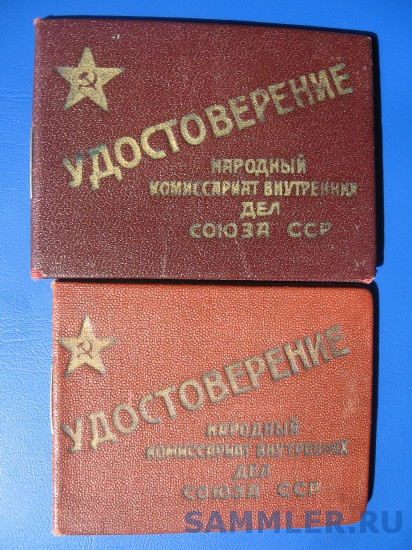 УДОСТОВЕРЕНИЕ
НАРОДНЫЙ
КОМИССАРИАТ ВНУТРЕННИХ
ДЕЛ
СОЮЗА ССР
УДОСТОВЕРЕНИЕ
НАРОДНЫЙ
КОМИССАРИАТ ВНУТРЕННИХ
ДЕЛ
СОЮЗА ССР
SAMMLER.RU